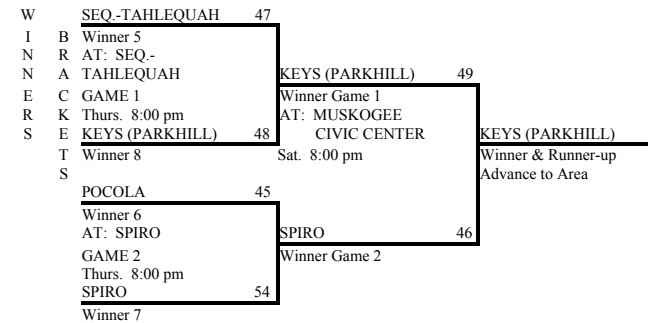 WINNERS
BRACKETS
SEQ.-TAHLEQUAH 47
Winner 5
AT: SEQ.-
TAHLEQUAH
GAME 1
Thurs. 8:00 pm
KEYS (PARKHILL) 48
Winner 8
POCOLA 45
Winner 6
AT: SPIRO
GAME 2
Thurs. 8:00 pm
SPIRO 54
Winner 7
KEYS (PARKHILL) 49
Winner Game 1
AT: MUSKOGEE
CIVIC CENTER
Sat. 8:00 pm
SPIRO 46
Winner Game 2
KEYS (PARKHILL)
Winner & Runner-up
Advance to Area